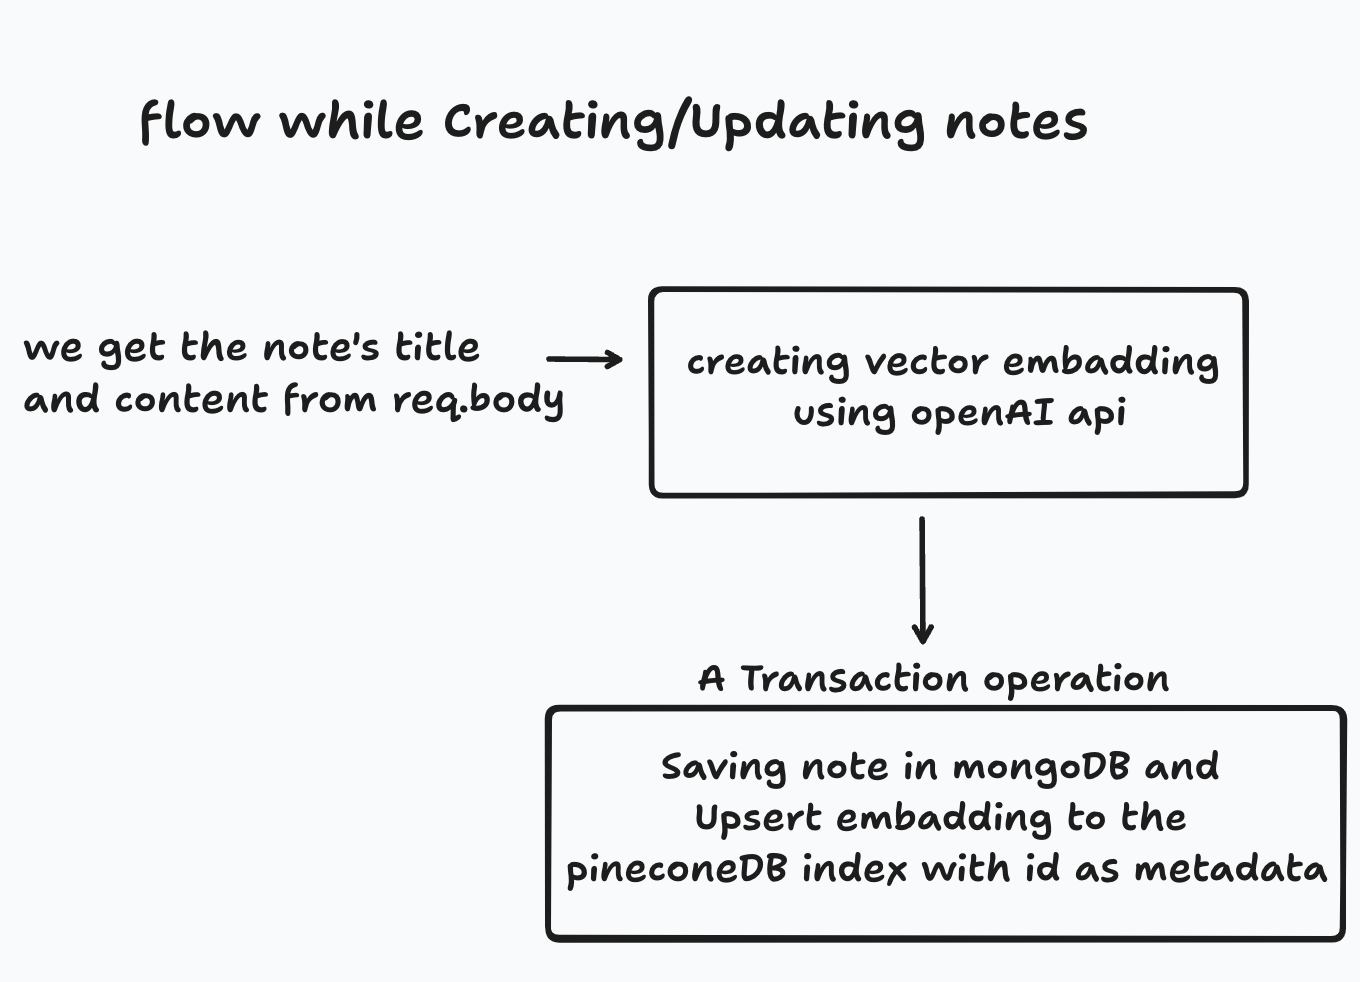 flow while Creating/Updating notes
we get the note's title
and content from req.body
creating vector embadding
using openAI api
A Transaction operation
Saving note in mongoDB and
Upsert embadding to the
pineconeDB index with id as metadata